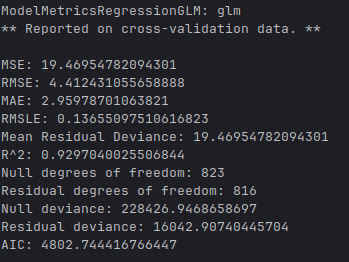 ModelMetricsRegressionGLM: glm
** Reported on cross-validation data. **
MSE: 19.46954782094301
RMSE: 4.412431055658888
MAE: 2.95978701063821
RMSLE: 0.13655097510616823
Mean Residual Deviance: 19.46954782094301
R^2: 0.9297040025506844
Null degrees of freedom: 823
Residual degrees of freedom: 816
Null deviance: 228426.9468658697
Residual deviance: 16042.90740445704
AIC: 4802.744416766447